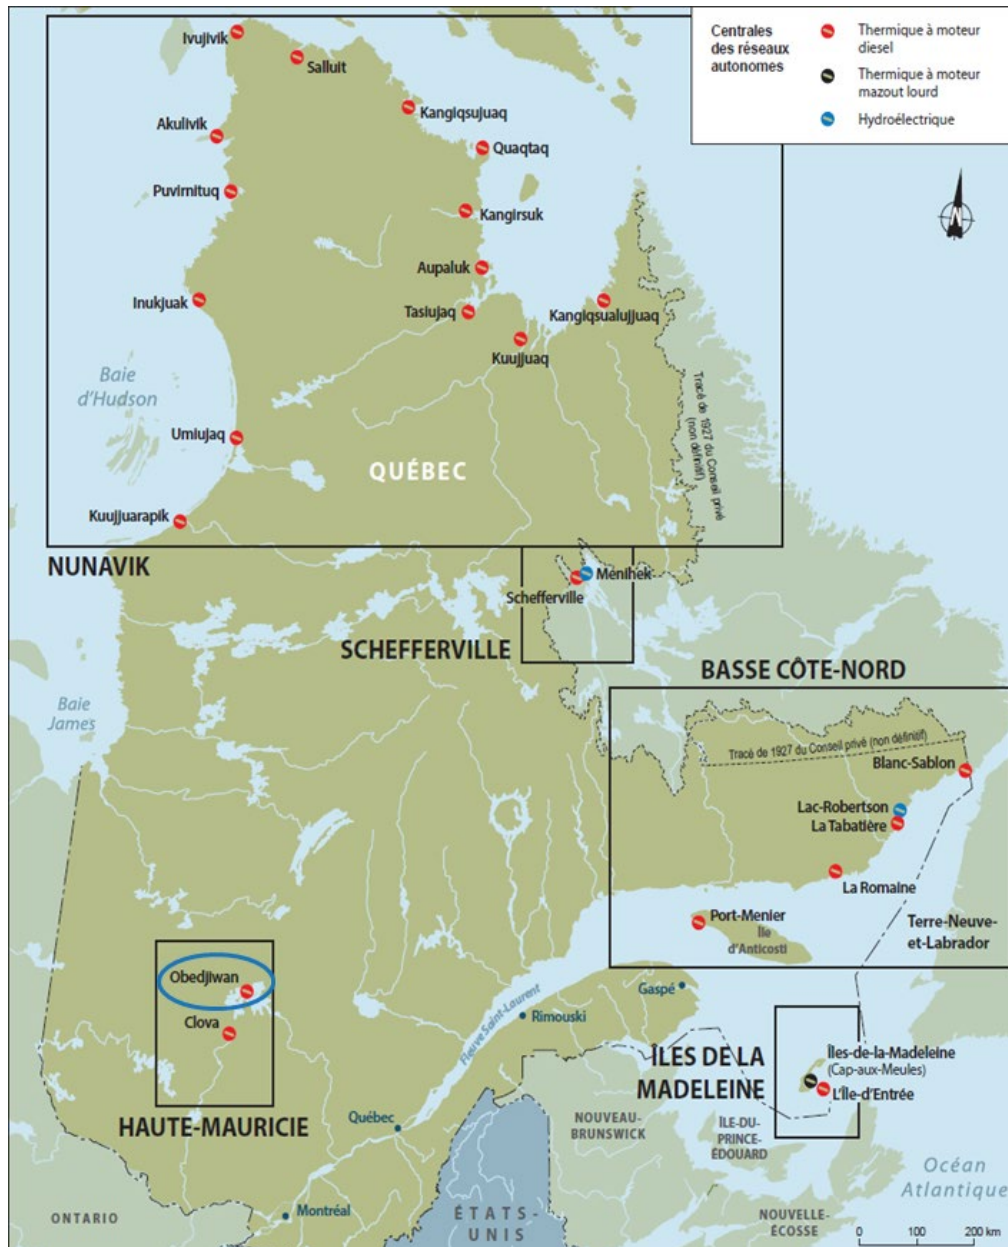 Centrales
des réseaux
autonomes
Thermique à moteur
diesel
Thermique à moteur
mazout lourd
Hydroélectrique
N
Ivujivik
Salluit
Kangiqsujuaq
Akulivik
Quaqtaq
Puvirnituq
Kangirsuk
Aupaluk
Inukjuak
Tasiujaq
Kangiqsualujjuaq
Kuujjuaq
Baie
d'Hudson
Tracé de 1927 du Conseil privé
(non définitif)
Umiujaq
QUÉBEC
Kuujjuarapik
NUNAVIK
Menihek
Schefferville
SCHEFFERVILLE
BASSE CÔTE-NORD
Baie
James
Tracé de 1927 du Conseil privé (non définitif)
Blanc-Sablon
Lac-Robertson
La Tabatière
La Romaine
Port-Menier
Île
d'Anticosti
Terre-Neuve-
et-Labrador
Obedjiwan
Clova
HAUTE-MAURICIE
Fleuve Saint-Laurent
Gaspé
Rimouski
ÎLES DE LA
MADELEINE
Îles-de-la-Madeleine
(Cap-aux-Meules)
L'Île-d'Entrée
Québec
NOUVEAU-
BRUNSWICK
ÎLE-DU-
PRINCE-
ÉDOUARD
Océan
Atlantique
Montréal
ONTARIO
ÉTATS-
UNIS
NOUVELLE-
ÉCOSSE
0 100 200 km